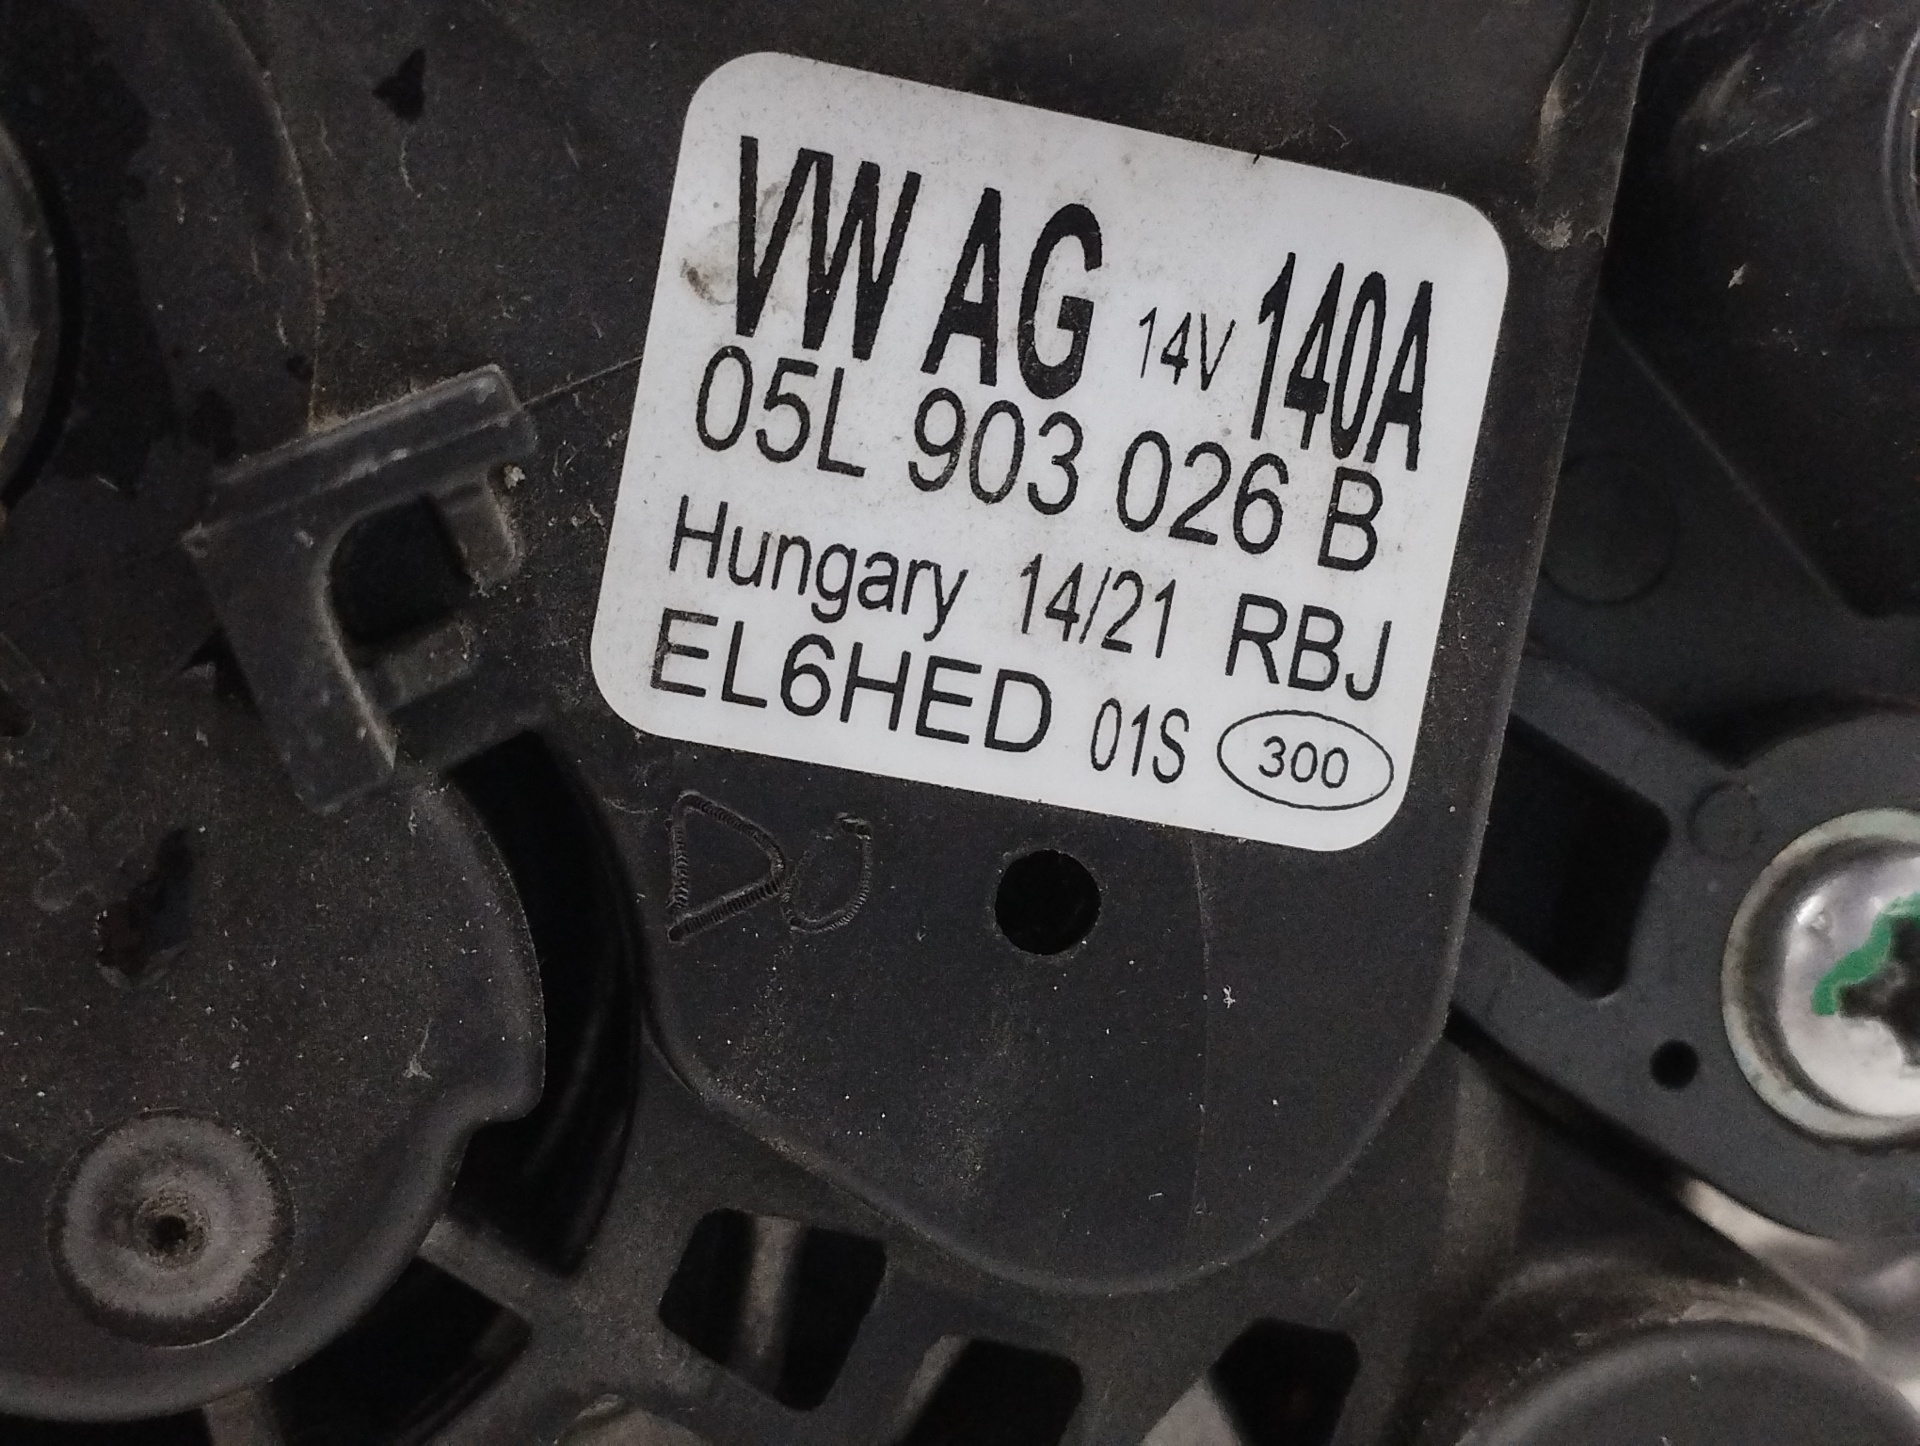 VW AG 14V 140A
05L 903 026 B
Hungary 14/21 RBJ
EL6HED 01S 300